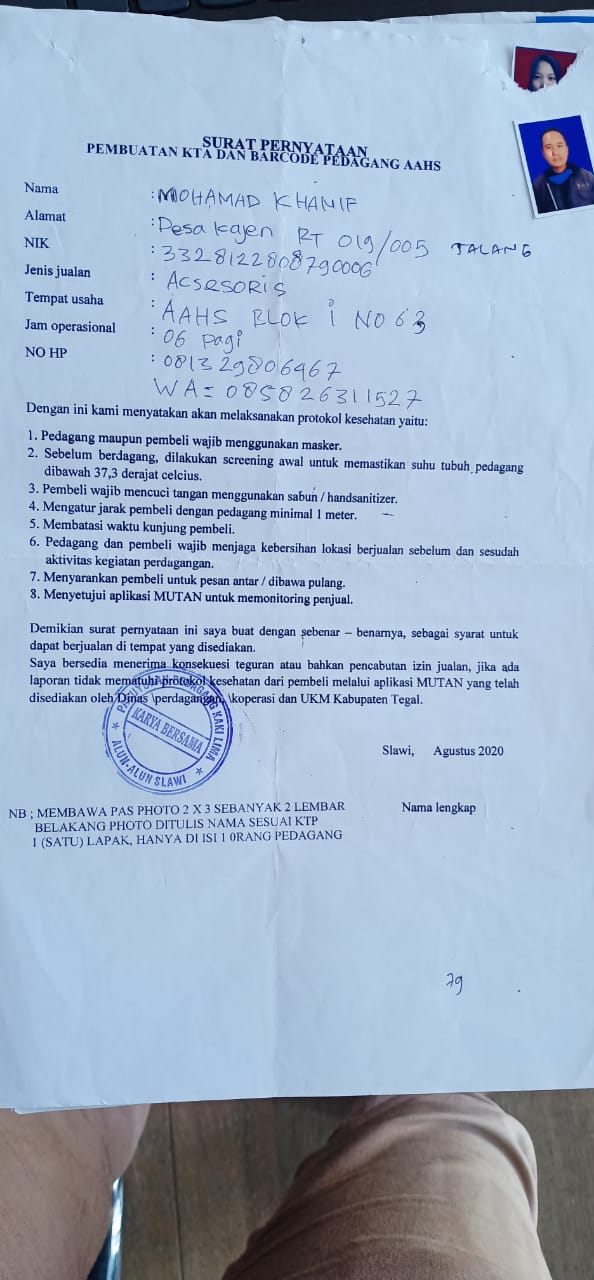 SURAT PERNYATAAN
PEMBUATAN KTA DAN BARCODE PEDAGANG AAHS
Nama : MOHAMAD KHANIF
Alamat : Desa Kajen RT 019/005 TALANG
NIK : 3328122808790006
Jenis jualan : Acsesoris
Tempat usaha : AAHS BLOK i NO 63
Jam operasional : 06 pagi
NO HP : 081329806467
WA = 085826311527
Dengan ini kami menyatakan akan melaksanakan protokol kesehatan yaitu:
1. Pedagang maupun pembeli wajib menggunakan masker.
2. Sebelum berdagang, dilakukan screening awal untuk memastikan suhu tubuh pedagang
dibawah 37,3 derajat celcius.
3. Pembeli wajib mencuci tangan menggunakan sabun / handsanitizer.
4. Mengatur jarak pembeli dengan pedagang minimal 1 meter.
5. Membatasi waktu kunjung pembeli.
6. Pedagang dan pembeli wajib menjaga kebersihan lokasi berjualan sebelum dan sesudah
aktivitas kegiatan perdagangan.
7. Menyarankan pembeli untuk pesan antar / dibawa pulang.
8. Menyetujui aplikasi MUTAN untuk memonitoring penjual.
Demikian surat pernyataan ini saya buat dengan sebenar – benarnya, sebagai syarat untuk
dapat berjualan di tempat yang disediakan.
Saya bersedia menerima konsekuesi teguran atau bahkan pencabutan izin jualan, jika ada
laporan tidak mematuhi protokol kesehatan dari pembeli melalui aplikasi MUTAN yang telah
disediakan oleh Dinas \perdagangan, \koperasi dan UKM Kabupaten Tegal.
PAGUYUBAN PEDAGANG KAKI LIMA
KARYA BERSAMA
ALUN-ALUN SLAWI
Slawi, Agustus 2020
Nama lengkap
NB ; MEMBAWA PAS PHOTO 2 X 3 SEBANYAK 2 LEMBAR
BELAKANG PHOTO DITULIS NAMA SESUAI KTP
1 (SATU) LAPAK, HANYA DI ISI 1 0RANG PEDAGANG
79